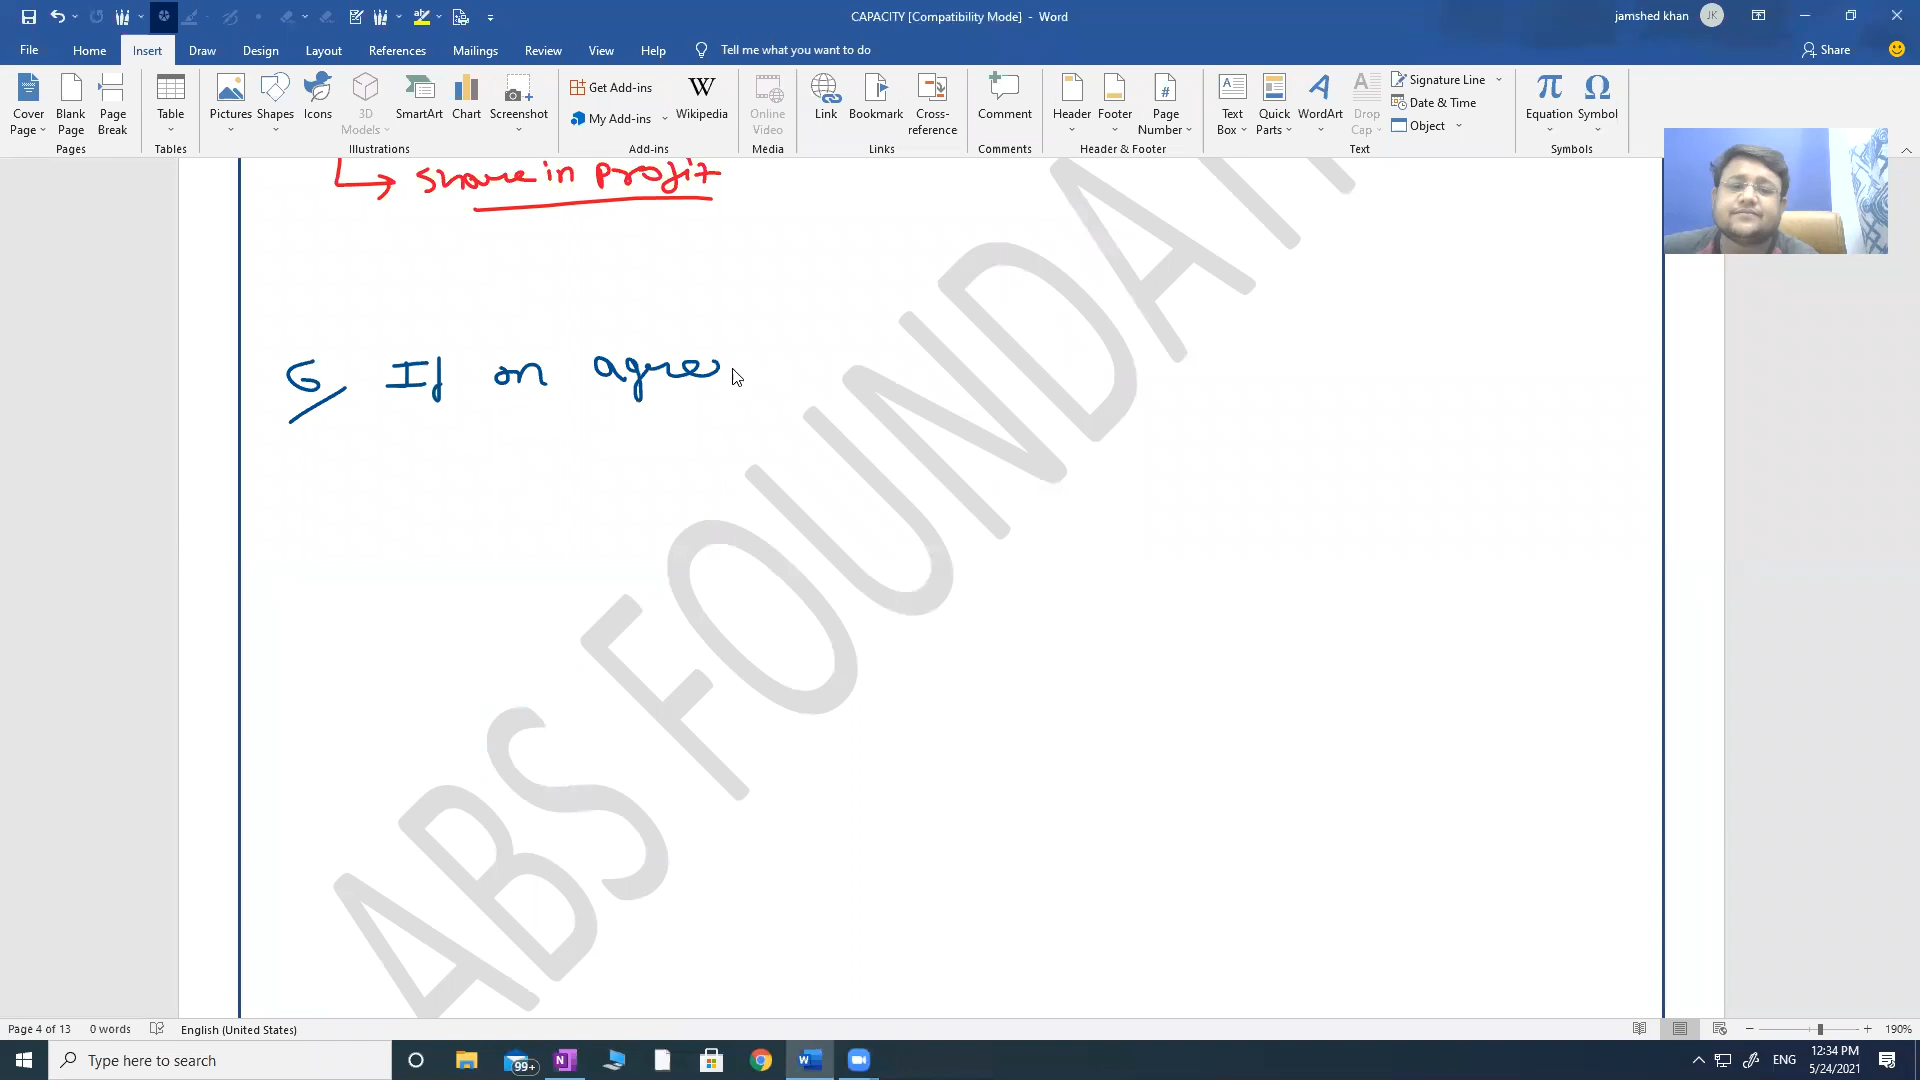 CAPACITY [Compatibility Mode] - Word
jamshed khan JK
File Home Insert Draw Design Layout References Mailings Review View Help Tell me what you want to do Share
Cover Page Blank Page Page Break Table Pictures Shapes Icons 3D Models SmartArt Chart Screenshot Get Add-ins My Add-ins Wikipedia Online Video Link Bookmark Cross-reference Comment Header Footer Page Number Text Box Quick Parts WordArt Drop Cap Signature Line Date & Time Object Equation Symbol
Pages Tables Illustrations Add-ins Media Links Comments Header & Footer Text Symbols
share in profit
6 If an agree
ABS FOUNDAT
Page 4 of 13 0 words English (United States) 190%
Type here to search 99+ ENG 12:34 PM
5/24/2021